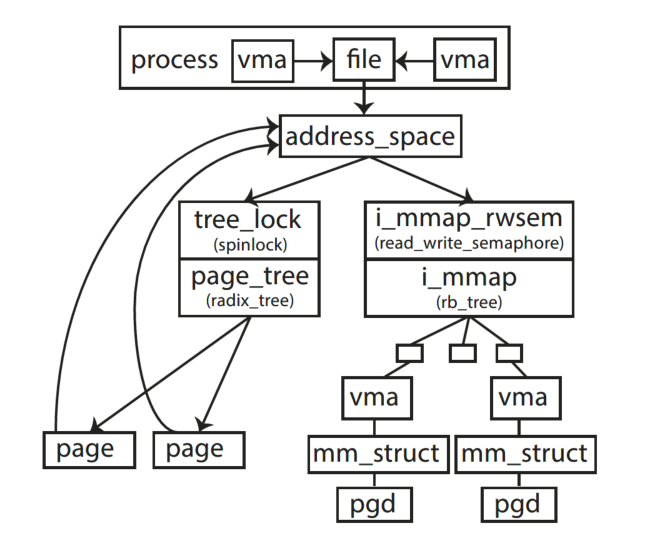 process vma file vma
address_space
tree_lock
(spinlock)
page_tree
(radix_tree)
i_mmap_rwsem
(read_write_semaphore)
i_mmap
(rb_tree)
page page
vma vma
mm_struct mm_struct
pgd pgd